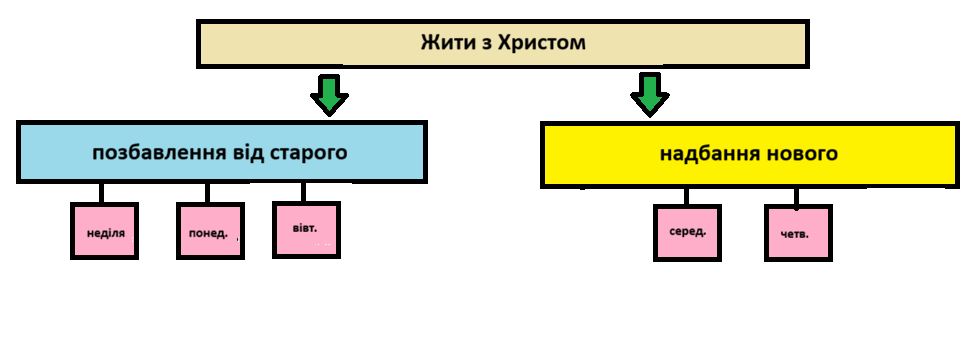 Жити з Христом
позбавлення від старого
надбання нового
неділя
понед.
вівт.
серед.
четв.